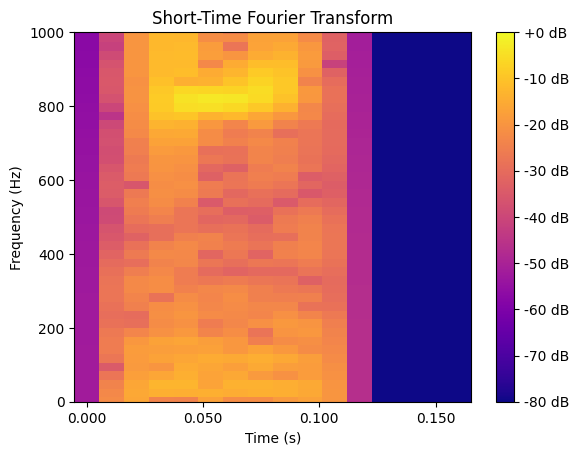 Short-Time Fourier Transform
Frequency (Hz)
1000
800
600
400
200
0
0.000
0.050
0.100
0.150
Time (s)
+0 dB
-10 dB
-20 dB
-30 dB
-40 dB
-50 dB
-60 dB
-70 dB
-80 dB